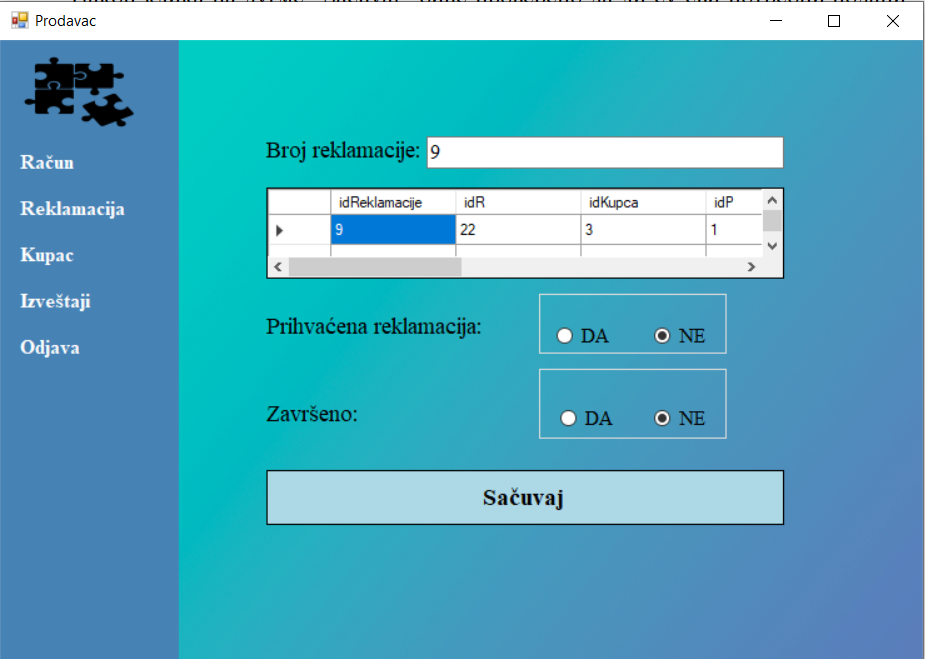 Prodavac
Račun
Reklamacija
Kupac
Izveštaji
Odjava
Broj reklamacije: 9
idReklamacije idR idKupca idP
9 22 3 1
Prihvaćena reklamacija: DA NE
Završeno: DA NE
Sačuvaj